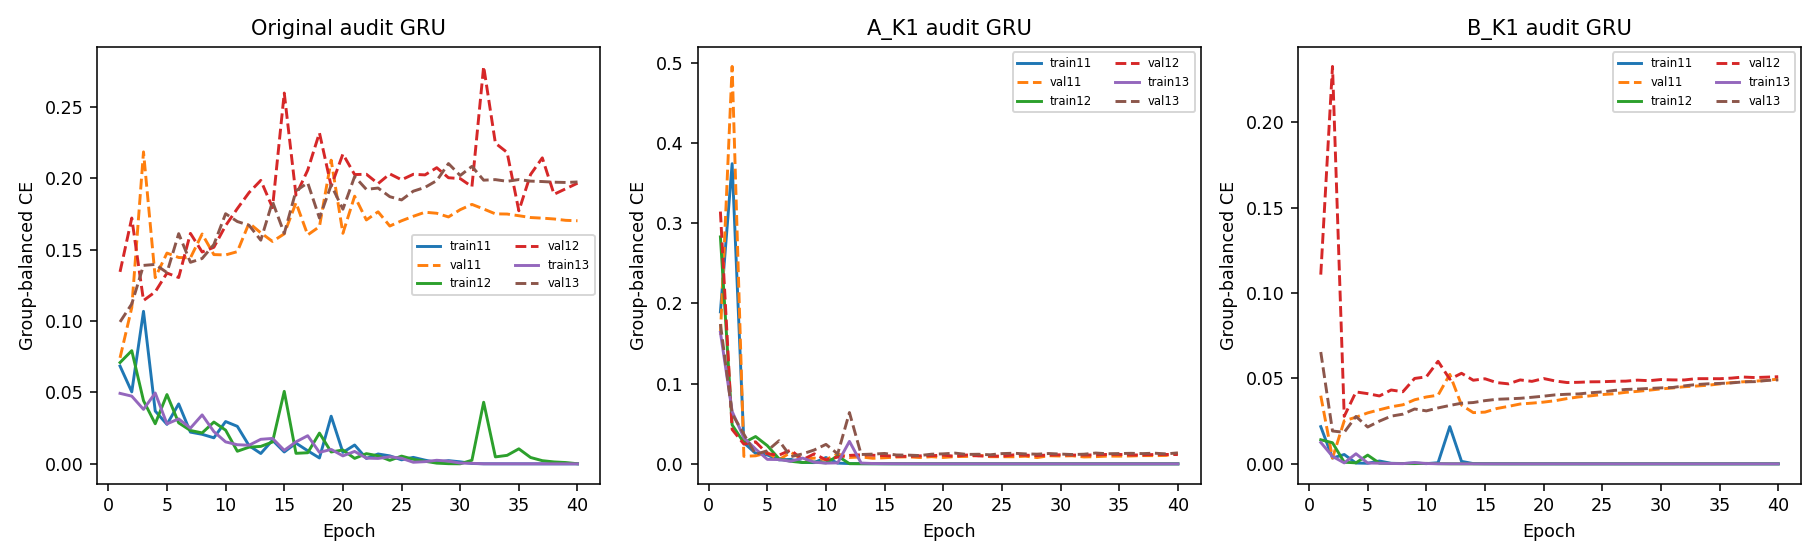 Original audit GRU
Group-balanced CE
0.25
0.20
0.15
0.10
0.05
0.00
train11
val11
train12
val12
train13
val13
0
5
10
15
20
25
30
35
40
Epoch
A_K1 audit GRU
Group-balanced CE
0.5
0.4
0.3
0.2
0.1
0.0
train11
val11
train12
val12
train13
val13
0
5
10
15
20
25
30
35
40
Epoch
B_K1 audit GRU
Group-balanced CE
0.20
0.15
0.10
0.05
0.00
train11
val11
train12
val12
train13
val13
0
5
10
15
20
25
30
35
40
Epoch